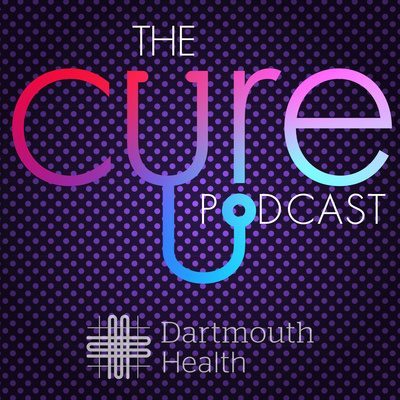 THE
cure
PODCAST
Dartmouth
Health